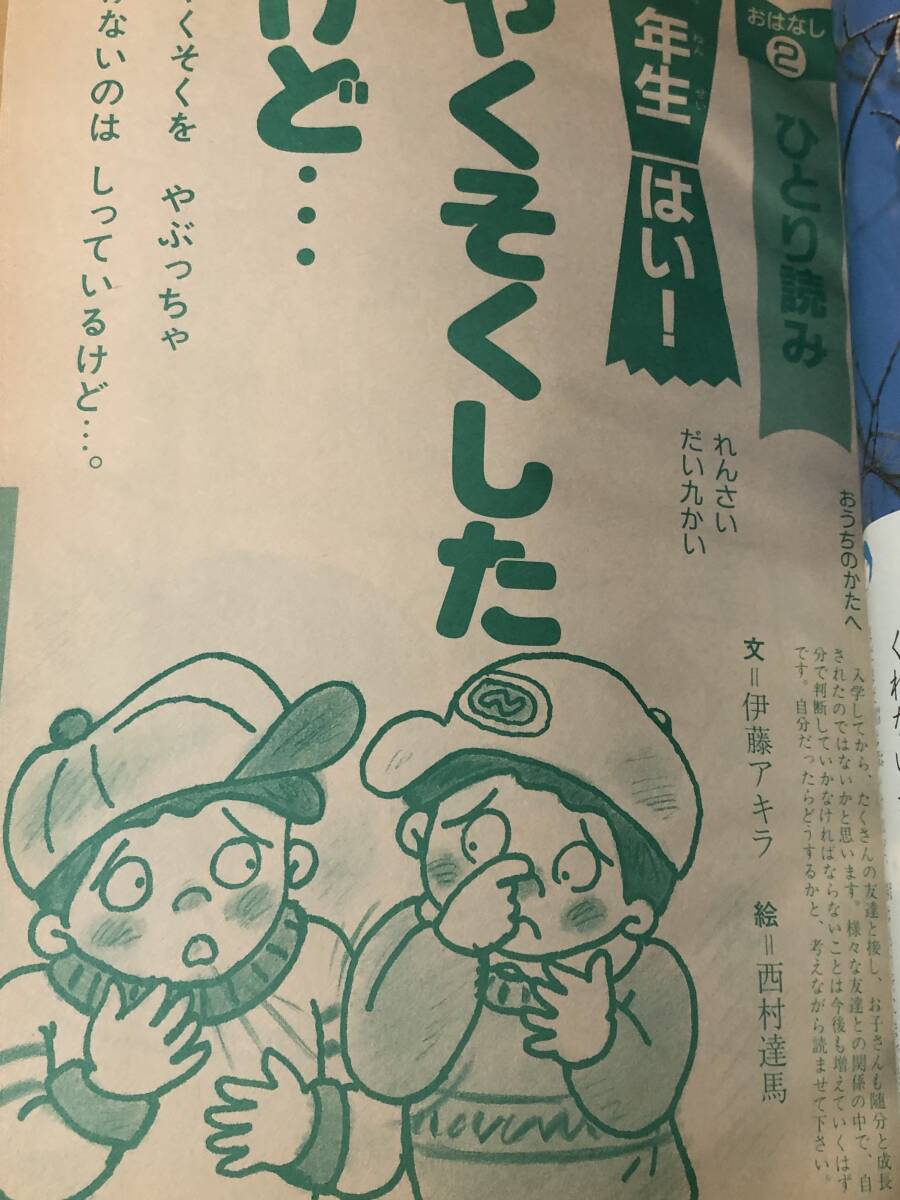 おはなし
2
ひとり読み
おうちのかたへ
入学してから、たくさんの友達と接し、お子さんも随分と成長
されたのではないかと思います。様々な友達との関係の中で、自
分で判断していかなければならないことは今後も増えていくはず
です。自分だったらどうするかと、考えながら読ませて下さい。
年生 はい!
ねん せい
れんさい
だい九かい
文＝伊藤アキラ 絵＝西村達馬
やくそくした
けど…
くそくを やぶっちゃ
けないのは しっているけど…。